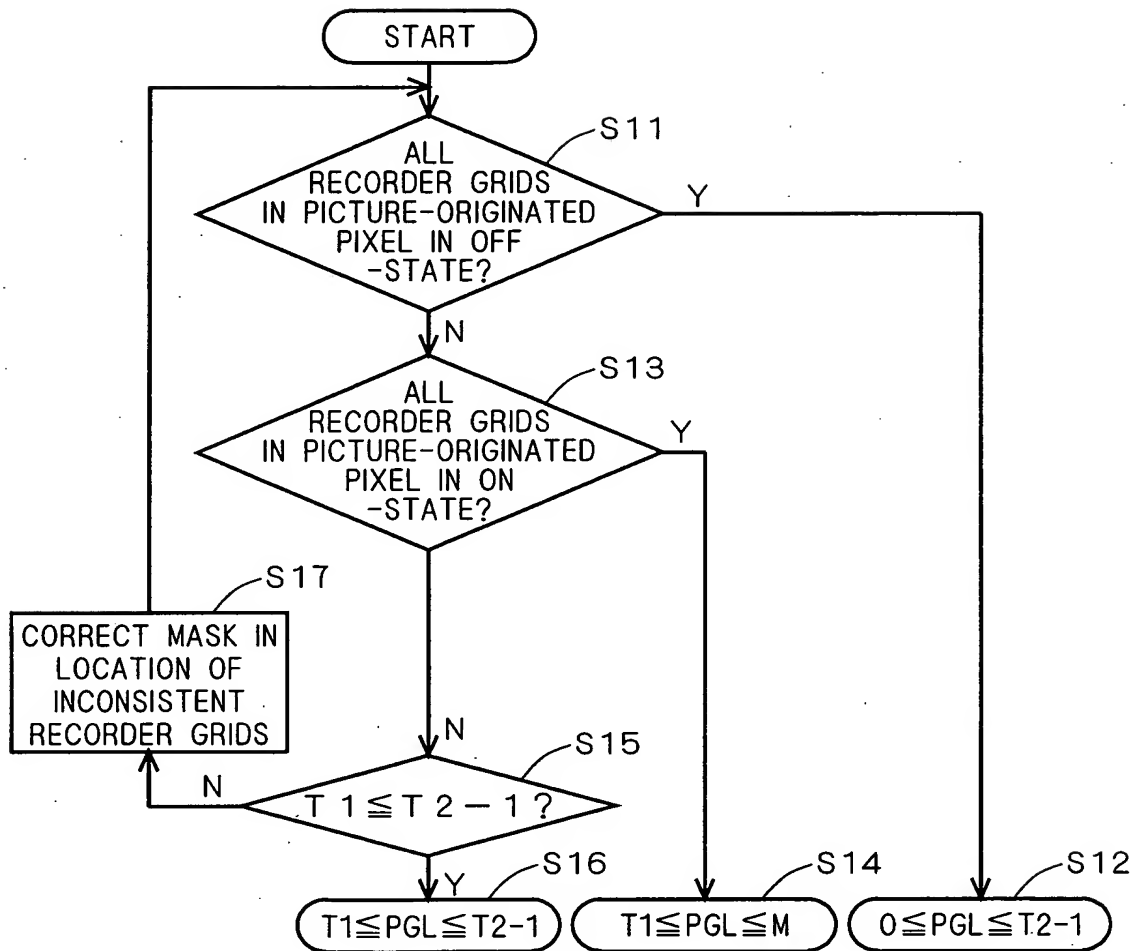 START
S11
ALL
RECORDER GRIDS
IN PICTURE-ORIGINATED
PIXEL IN OFF
-STATE?
Y
N
S13
ALL
RECORDER GRIDS
IN PICTURE-ORIGINATED
PIXEL IN ON
-STATE?
Y
S17
CORRECT MASK IN
LOCATION OF
INCONSISTENT
RECORDER GRIDS
N
S15
N
T1≦T2-1?
Y
S16
T1≦PGL≦T2-1
S14
T1≦PGL≦M
S12
0≦PGL≦T2-1